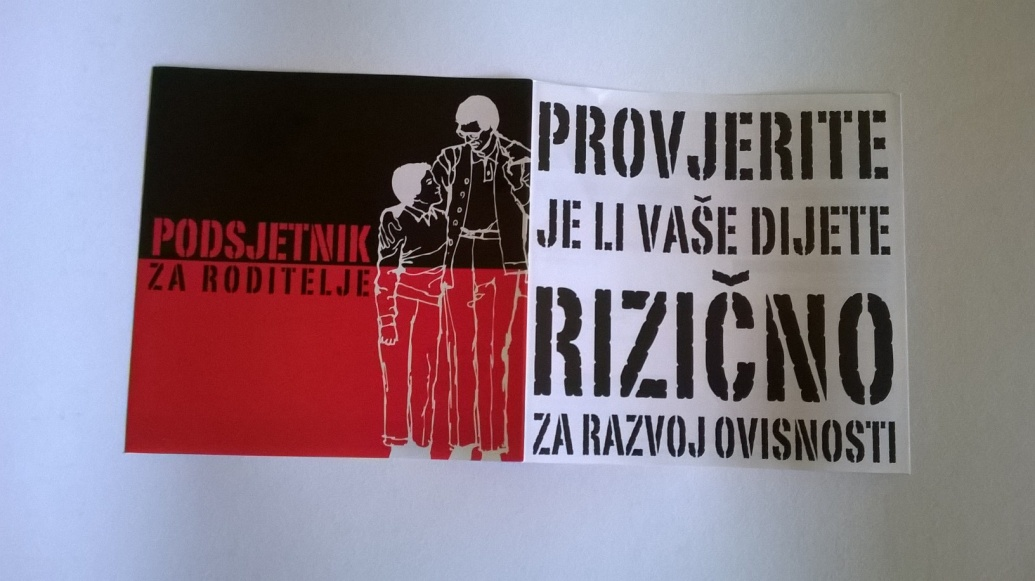 PODSJETNIK
ZA RODITELJE
PROVJERITE
JE LI VAŠE DIJETE
RIZIČNO
ZA RAZVOJ OVISNOSTI